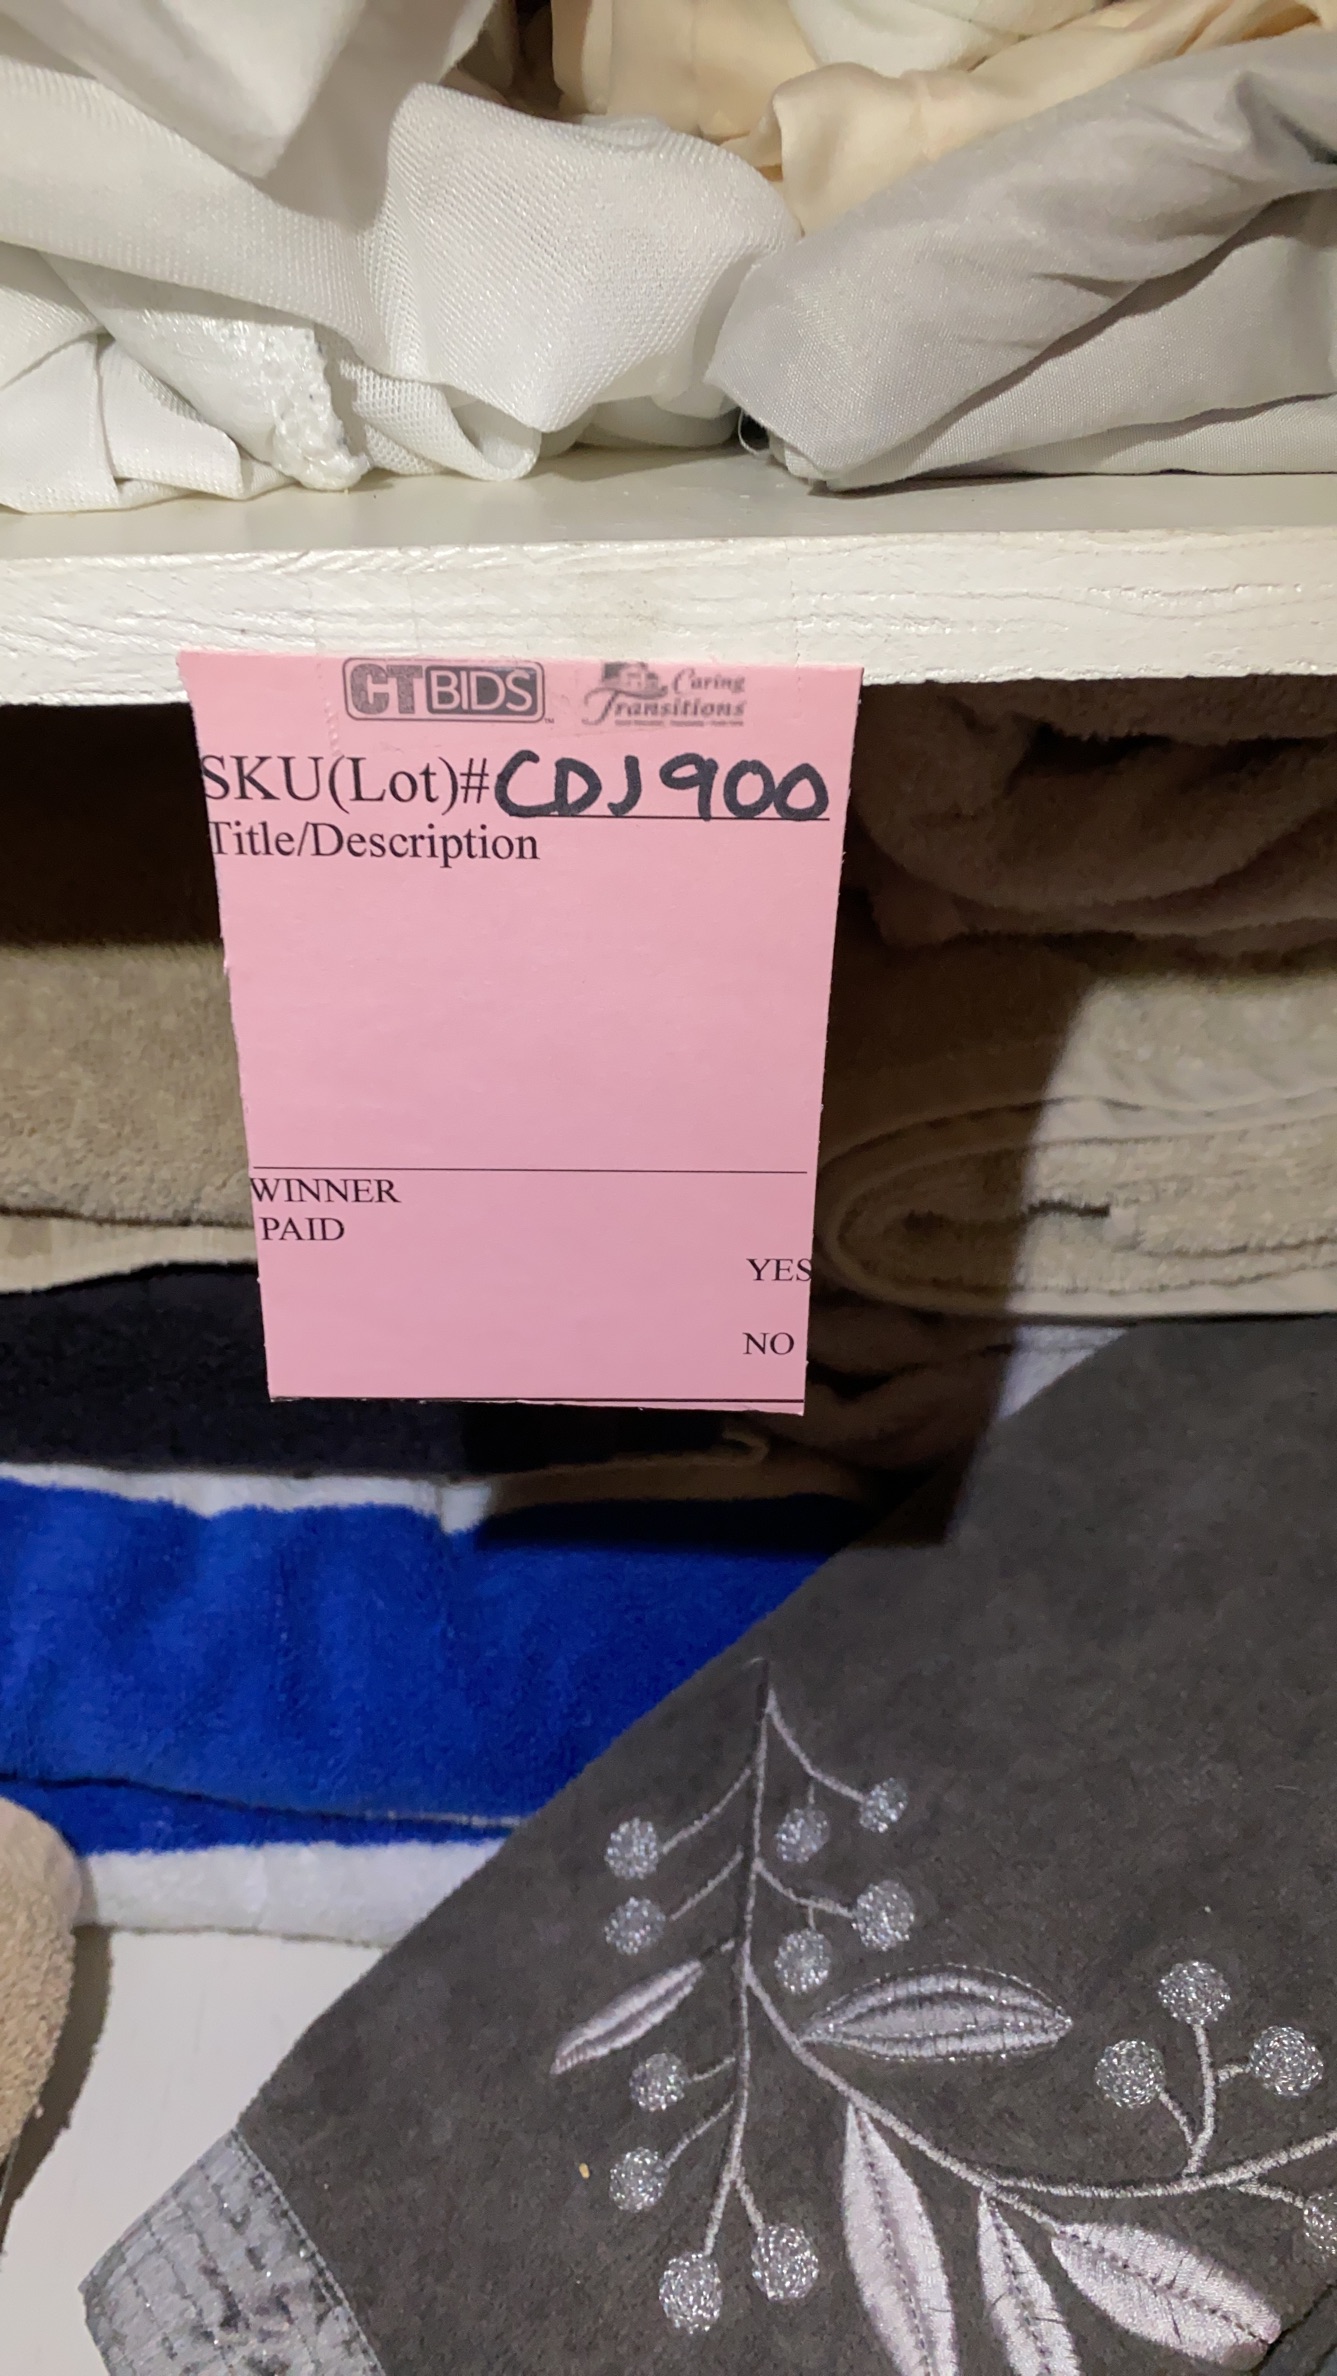 CTBIDS
Caring Transitions
SKU(Lot)# CDJ900
Title/Description
WINNER
PAID
YES
NO